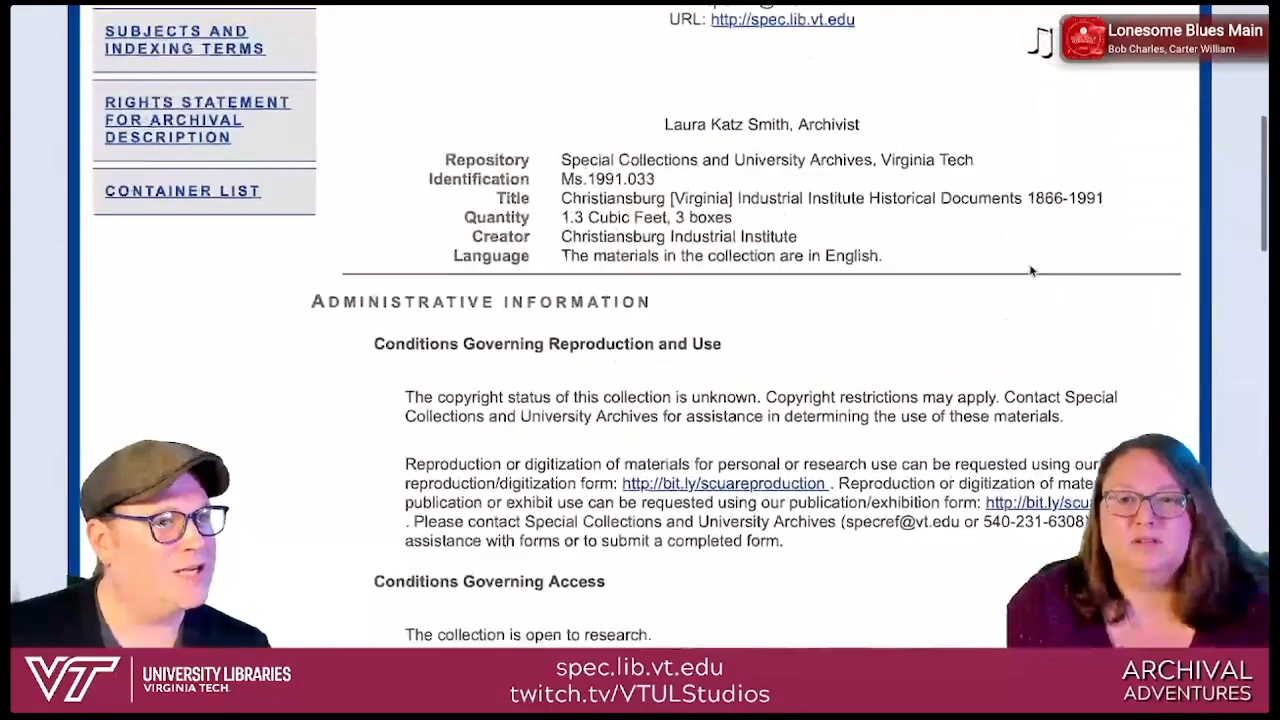 SUBJECTS AND
INDEXING TERMS
RIGHTS STATEMENT
FOR ARCHIVAL
DESCRIPTION
CONTAINER LIST
URL: http://spec.lib.vt.edu
Lonesome Blues Main
Bob Charles, Carter William
Laura Katz Smith, Archivist
Repository Special Collections and University Archives, Virginia Tech
Identification Ms.1991.033
Title Christiansburg [Virginia] Industrial Institute Historical Documents 1866-1991
Quantity 1.3 Cubic Feet, 3 boxes
Creator Christiansburg Industrial Institute
Language The materials in the collection are in English.
ADMINISTRATIVE INFORMATION
Conditions Governing Reproduction and Use
The copyright status of this collection is unknown. Copyright restrictions may apply. Contact Special
Collections and University Archives for assistance in determining the use of these materials.
Reproduction or digitization of materials for personal or research use can be requested using our
reproduction/digitization form: http://bit.ly/scuareproduction . Reproduction or digitization of mate
publication or exhibit use can be requested using our publication/exhibition form: http://bit.ly/scu
. Please contact Special Collections and University Archives (specref@vt.edu or 540-231-6308)
assistance with forms or to submit a completed form.
Conditions Governing Access
The collection is open to research.
VT UNIVERSITY LIBRARIES
VIRGINIA TECH.
spec.lib.vt.edu
twitch.tv/VTULStudios
ARCHIVAL
ADVENTURES